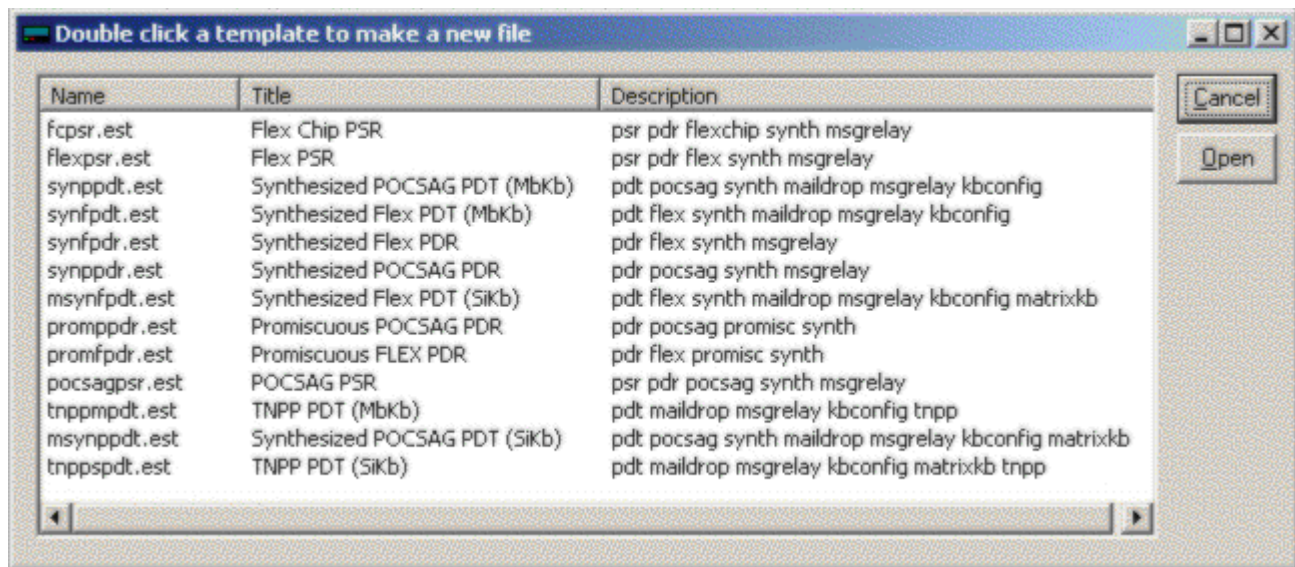 Double click a template to make a new file
Name Title Description
Cancel
fcpsr.est Flex Chip PSR psr pdr flexchip synth msgrelay
flexpsr.est Flex PSR psr pdr flex synth msgrelay
Open
synppdt.est Synthesized POCSAG PDT (MbKb) pdt pocsag synth maildrop msgrelay kbconfig
synfpdt.est Synthesized Flex PDT (MbKb) pdt flex synth maildrop msgrelay kbconfig
synfpdr.est Synthesized Flex PDR pdr flex synth msgrelay
synppdr.est Synthesized POCSAG PDR pdr pocsag synth msgrelay
msynfpdt.est Synthesized Flex PDT (SiKb) pdt flex synth maildrop msgrelay kbconfig matrixkb
promppdr.est Promiscuous POCSAG PDR pdr pocsag promisc synth
promfpdr.est Promiscuous FLEX PDR pdr flex promisc synth
pocsagpsr.est POCSAG PSR psr pdr pocsag synth msgrelay
tnppmpdt.est TNPP PDT (MbKb) pdt maildrop msgrelay kbconfig tnpp
msynppdt.est Synthesized POCSAG PDT (SiKb) pdt pocsag synth maildrop msgrelay kbconfig matrixkb
tnppspdt.est TNPP PDT (SiKb) pdt maildrop msgrelay kbconfig matrixkb tnpp